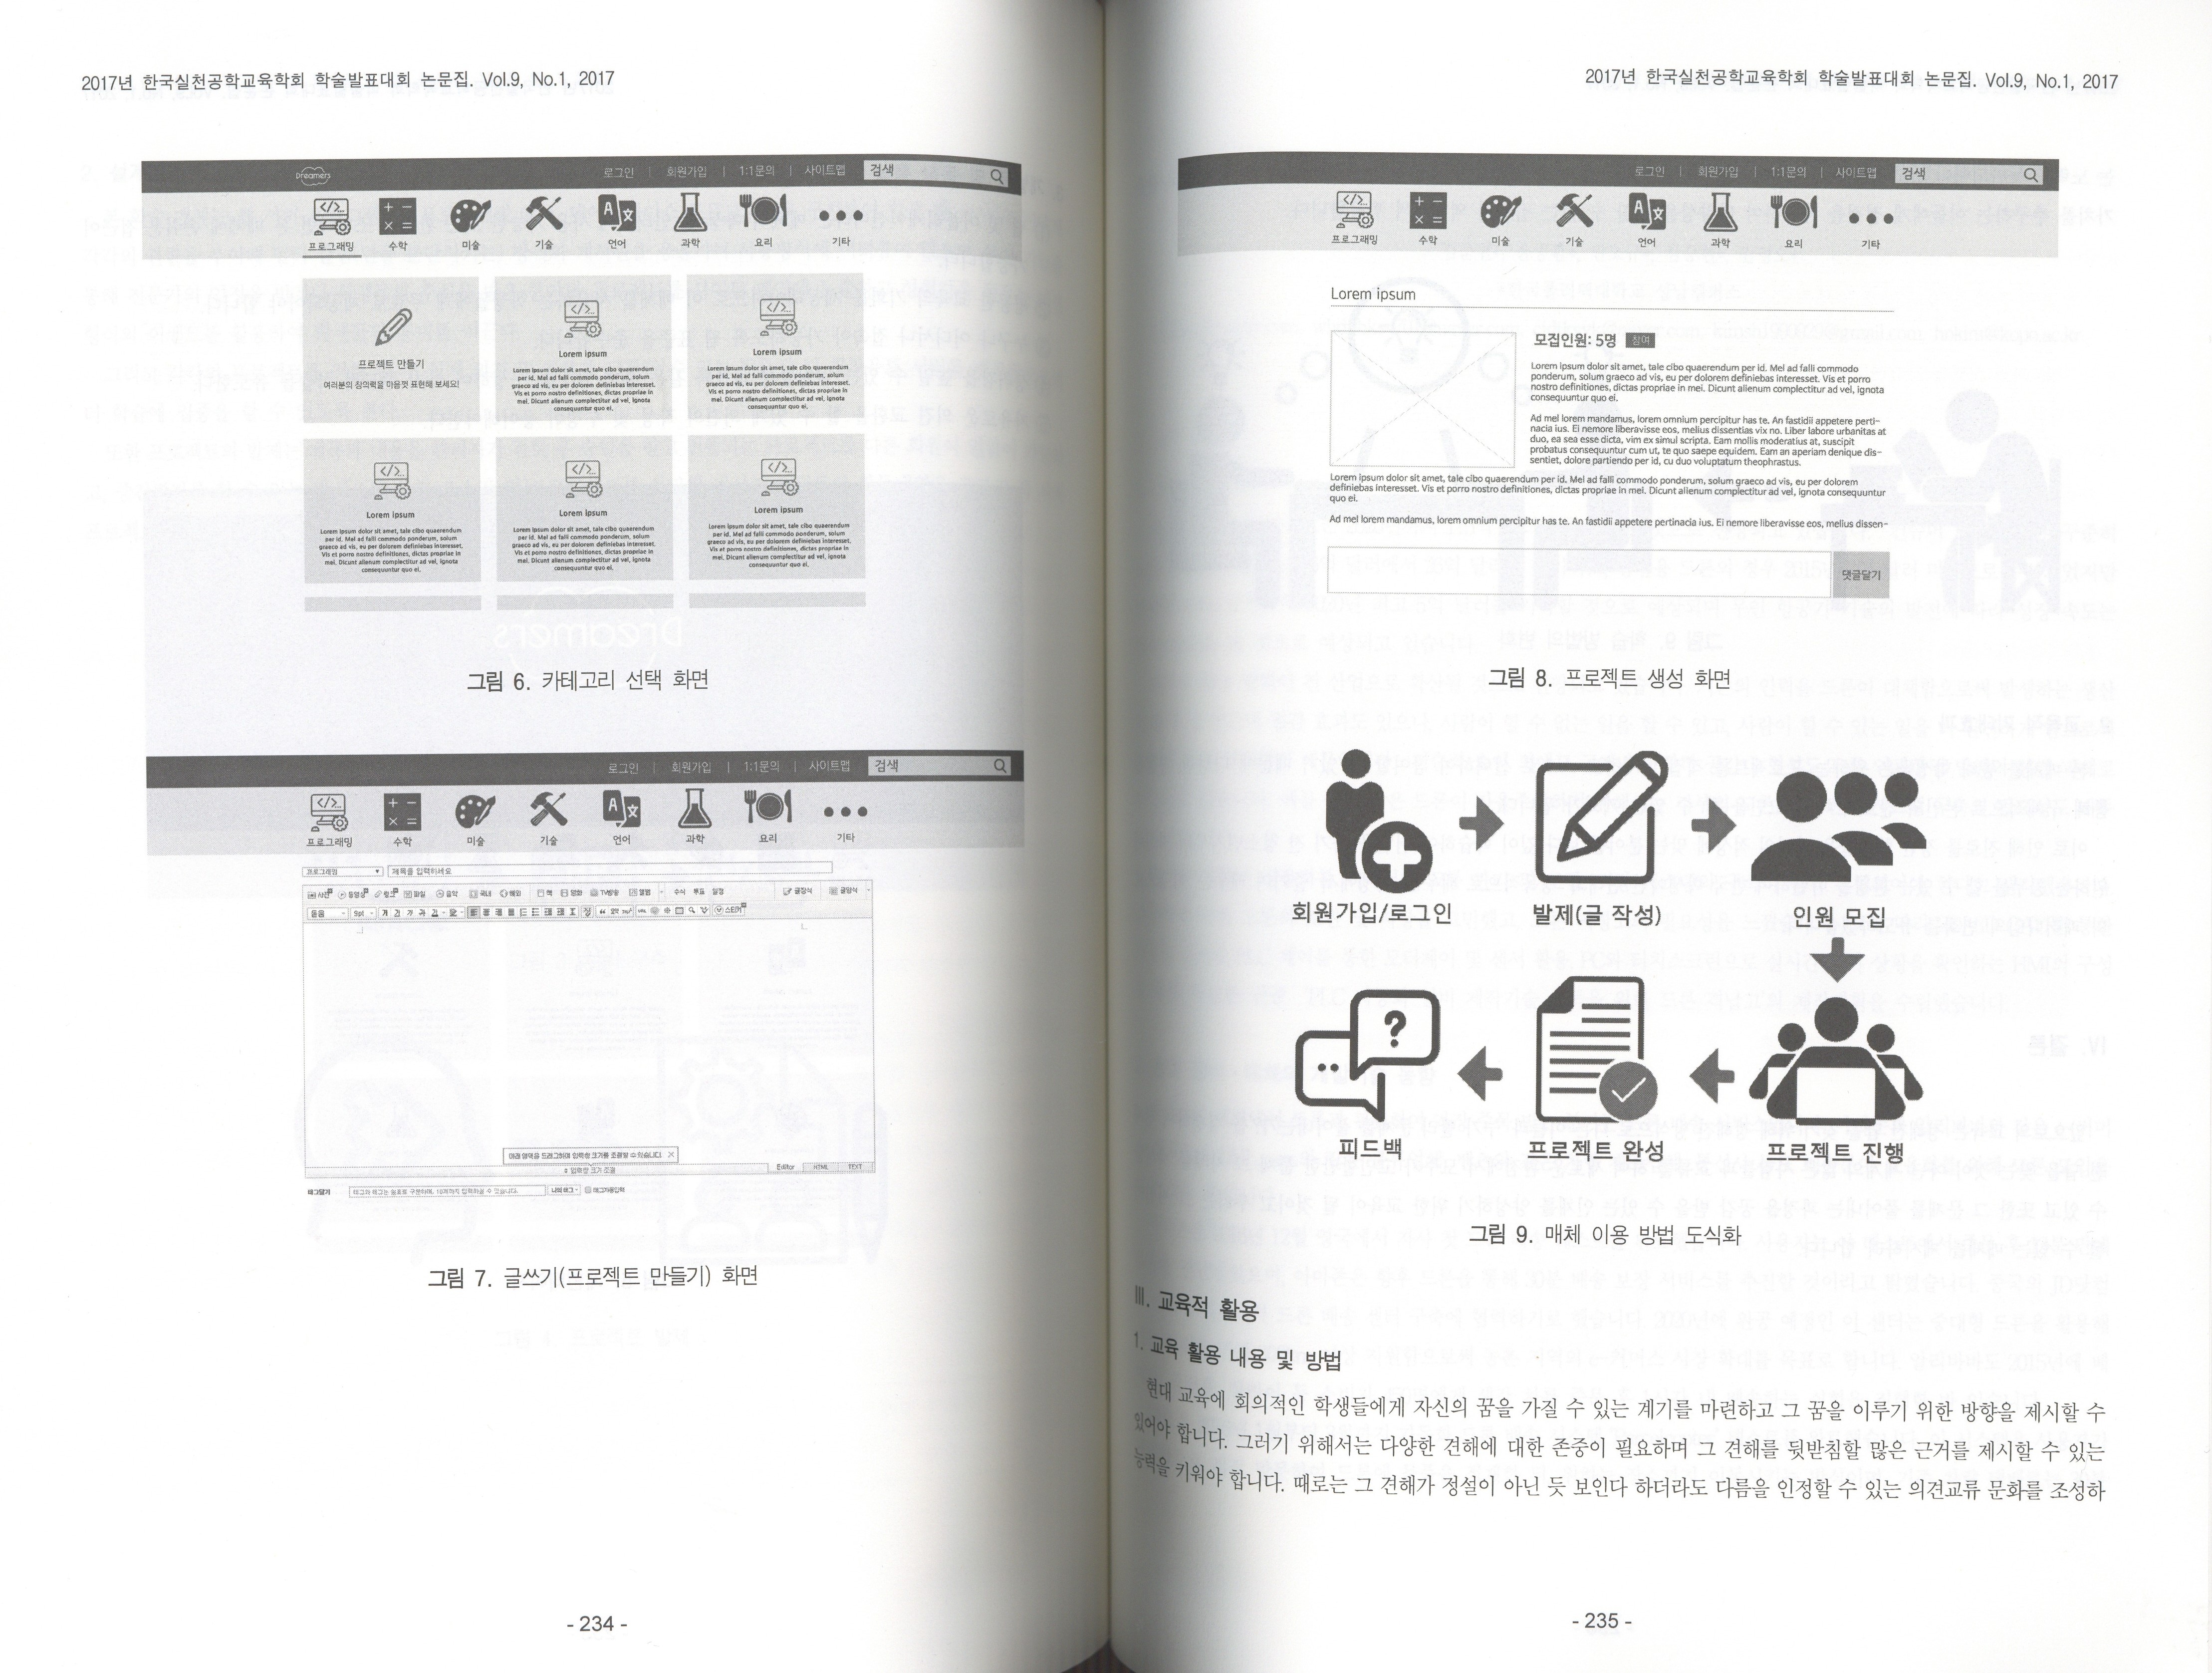 2017년 한국실천공학교육학회 학술발표대회 논문집. Vol.9, No.1, 2017
Dreamers
로그인 | 회원가입 | 1:1문의 | 사이트맵 검색
프로그래밍 수학 미술 기술 언어 과학 요리 기타
프로젝트 만들기
여러분의 창의력을 마음껏 표현해 보세요!
Lorem ipsum
Lorem ipsum dolor sit amet, tale cibo quaerendum
per id. Mel ad falli commodo ponderum, solum
graeco ad vis, eu per dolorem definiebas interesset.
Vis et porro nostro definitiones, dictas propriae in
mei. Dicunt alienum complectitur ad vel, ignota
consequuntur quo ei.
Lorem ipsum
Lorem ipsum dolor sit amet, tale cibo quaerendum
per id. Mel ad falli commodo ponderum, solum
graeco ad vis, eu per dolorem definiebas interesset.
Vis et porro nostro definitiones, dictas propriae in
mei. Dicunt alienum complectitur ad vel, ignota
consequuntur quo ei.
Lorem ipsum
Lorem ipsum dolor sit amet, tale cibo quaerendum
per id. Mel ad falli commodo ponderum, solum
graeco ad vis, eu per dolorem definiebas interesset.
Vis et porro nostro definitiones, dictas propriae in
mei. Dicunt alienum complectitur ad vel, ignota
consequuntur quo ei.
Lorem ipsum
Lorem ipsum dolor sit amet, tale cibo quaerendum
per id. Mel ad falli commodo ponderum, solum
graeco ad vis, eu per dolorem definiebas interesset.
Vis et porro nostro definitiones, dictas propriae in
mei. Dicunt alienum complectitur ad vel, ignota
consequuntur quo ei.
Lorem ipsum
Lorem ipsum dolor sit amet, tale cibo quaerendum
per id. Mel ad falli commodo ponderum, solum
graeco ad vis, eu per dolorem definiebas interesset.
Vis et porro nostro definitiones, dictas propriae in
mei. Dicunt alienum complectitur ad vel, ignota
consequuntur quo ei.
그림 6. 카테고리 선택 화면
로그인 | 회원가입 | 1:1문의 | 사이트맵 검색
프로그래밍 수학 미술 기술 언어 과학 요리 기타
프로그래밍 제목을 입력하세요
사진 동영상 링크 파일 음악 국내 해외 책 영화 TV방송 앨범 수식 투표 일정 글장식 글양식
돋움 9pt 가 가 가 가 가 URL 스티커
아래 영역을 드래그하여 입력창 크기를 조절할 수 있습니다. X
입력창 크기 조절 Editor HTML TEXT
태그달기 태그와 태그는 쉼표로 구분하며, 10개까지 입력하실 수 있습니다. 나의 태그 태그자동입력
그림 7. 글쓰기(프로젝트 만들기) 화면
- 234 -
2017년 한국실천공학교육학회 학술발표대회 논문집. Vol.9, No.1, 2017
로그인 | 회원가입 | 1:1문의 | 사이트맵 검색
프로그래밍 수학 미술 기술 언어 과학 요리 기타
Lorem ipsum
모집인원: 5명 참여
Lorem ipsum dolor sit amet, tale cibo quaerendum per id. Mel ad falli commodo
ponderum, solum graeco ad vis, eu per dolorem definiebas interesset. Vis et porro
nostro definitiones, dictas propriae in mei. Dicunt alienum complectitur ad vel, ignota
consequuntur quo ei.
Ad mel lorem mandamus, lorem omnium percipitur has te. An fastidii appetere perti-
nacia ius. Ei nemore liberavisse eos, melius dissentias vix no. Liber labore urbanitas at
duo, ea sea esse dicta, vim ex simul scripta. Eam mollis moderatius at, suscipit
probatus consequuntur cum ut, te quo saepe equidem. Eam an aperiam denique dis-
sentiet, dolore partiendo per id, cu duo voluptatum theophrastus.
Lorem ipsum dolor sit amet, tale cibo quaerendum per id. Mel ad falli commodo ponderum, solum graeco ad vis, eu per dolorem
definiebas interesset. Vis et porro nostro definitiones, dictas propriae in mei. Dicunt alienum complectitur ad vel, ignota consequuntur
quo ei.
Ad mel lorem mandamus, lorem omnium percipitur has te. An fastidii appetere pertinacia ius. Ei nemore liberavisse eos, melius dissen-
댓글달기
그림 8. 프로젝트 생성 화면
회원가입/로그인 발제(글 작성) 인원 모집
피드백 프로젝트 완성 프로젝트 진행
그림 9. 매체 이용 방법 도식화
III. 교육적 활용
1. 교육 활용 내용 및 방법
현대 교육에 회의적인 학생들에게 자신의 꿈을 가질 수 있는 계기를 마련하고 그 꿈을 이루기 위한 방향을 제시할 수
있어야 합니다. 그러기 위해서는 다양한 견해에 대한 존중이 필요하며 그 견해를 뒷받침할 많은 근거를 제시할 수 있는
능력을 키워야 합니다. 때로는 그 견해가 정설이 아닌 듯 보인다 하더라도 다름을 인정할 수 있는 의견교류 문화를 조성하
- 235 -